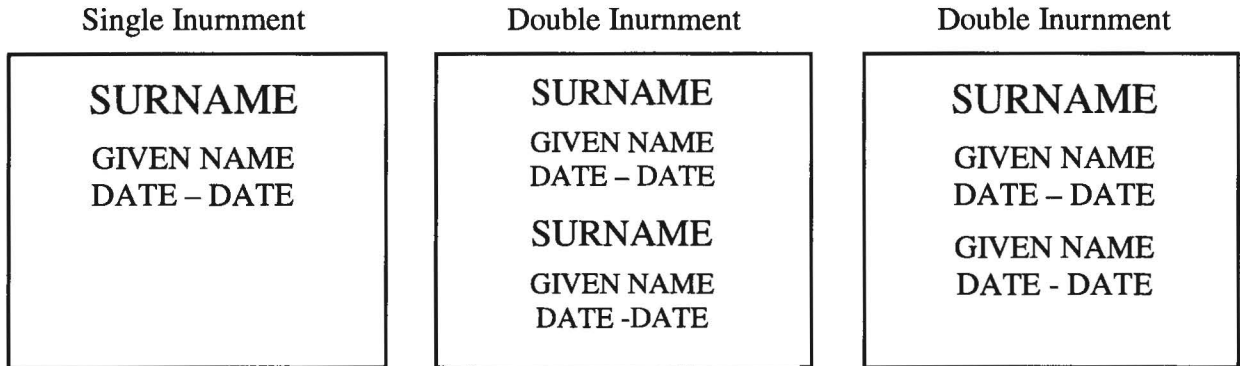 Single Inurnment
SURNAME
GIVEN NAME
DATE – DATE
Double Inurnment
SURNAME
GIVEN NAME
DATE – DATE
SURNAME
GIVEN NAME
DATE -DATE
Double Inurnment
SURNAME
GIVEN NAME
DATE – DATE
GIVEN NAME
DATE - DATE